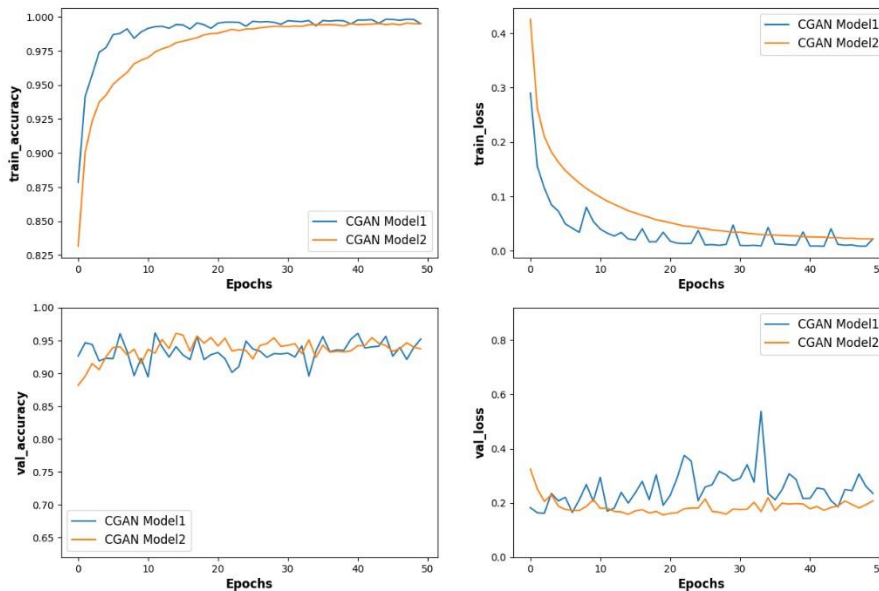 train_accuracy
1.000
0.975
0.950
0.925
0.900
0.875
0.850
0.825
CGAN Model1
CGAN Model2
0 10 20 30 40 50
Epochs
train_loss
0.4
0.3
0.2
0.1
0.0
CGAN Model1
CGAN Model2
0 10 20 30 40 50
Epochs
val_accuracy
1.00
0.95
0.90
0.85
0.80
0.75
0.70
0.65
CGAN Model1
CGAN Model2
0 10 20 30 40 50
Epochs
val_loss
0.8
0.6
0.4
0.2
0.0
CGAN Model1
CGAN Model2
0 10 20 30 40
Epochs